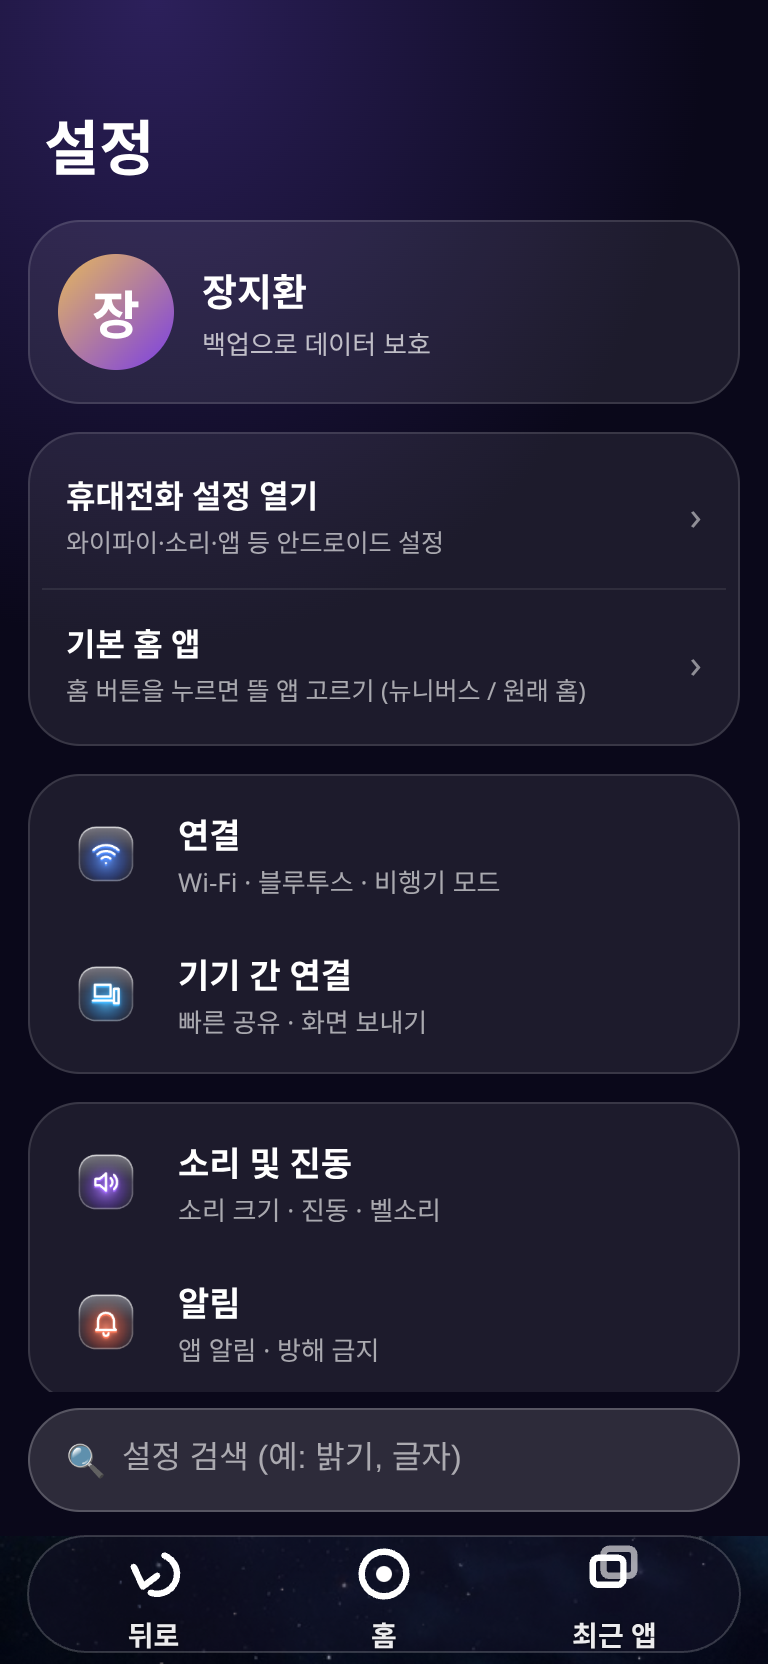 설정
장
장지환
백업으로 데이터 보호
휴대전화 설정 열기
와이파이·소리·앱 등 안드로이드 설정
기본 홈 앱
홈 버튼을 누르면 뜰 앱 고르기 (뉴니버스 / 원래 홈)
연결
Wi-Fi · 블루투스 · 비행기 모드
기기 간 연결
빠른 공유 · 화면 보내기
소리 및 진동
소리 크기 · 진동 · 벨소리
알림
앱 알림 · 방해 금지
설정 검색 (예: 밝기, 글자)
뒤로
홈
최근 앱